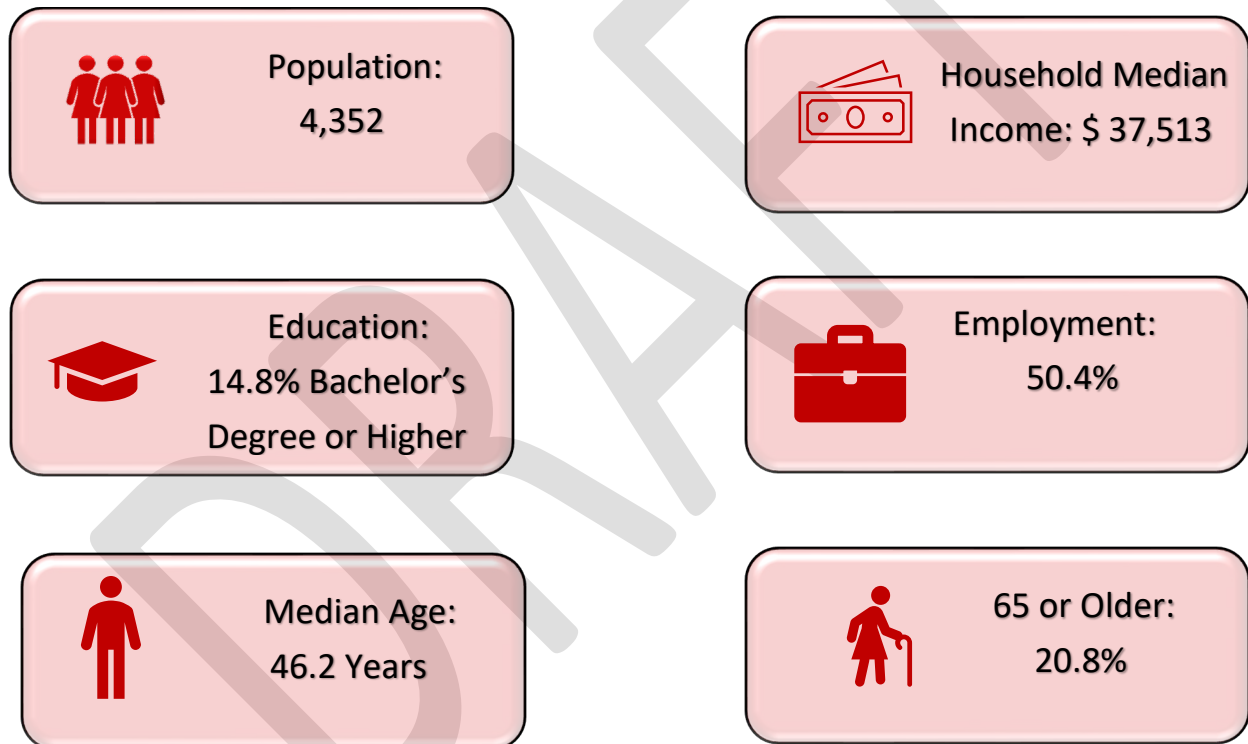 Population:
4,352
Household Median
Income: $ 37,513
Education:
14.8% Bachelor’s
Degree or Higher
Employment:
50.4%
Median Age:
46.2 Years
65 or Older:
20.8%
DRAFT